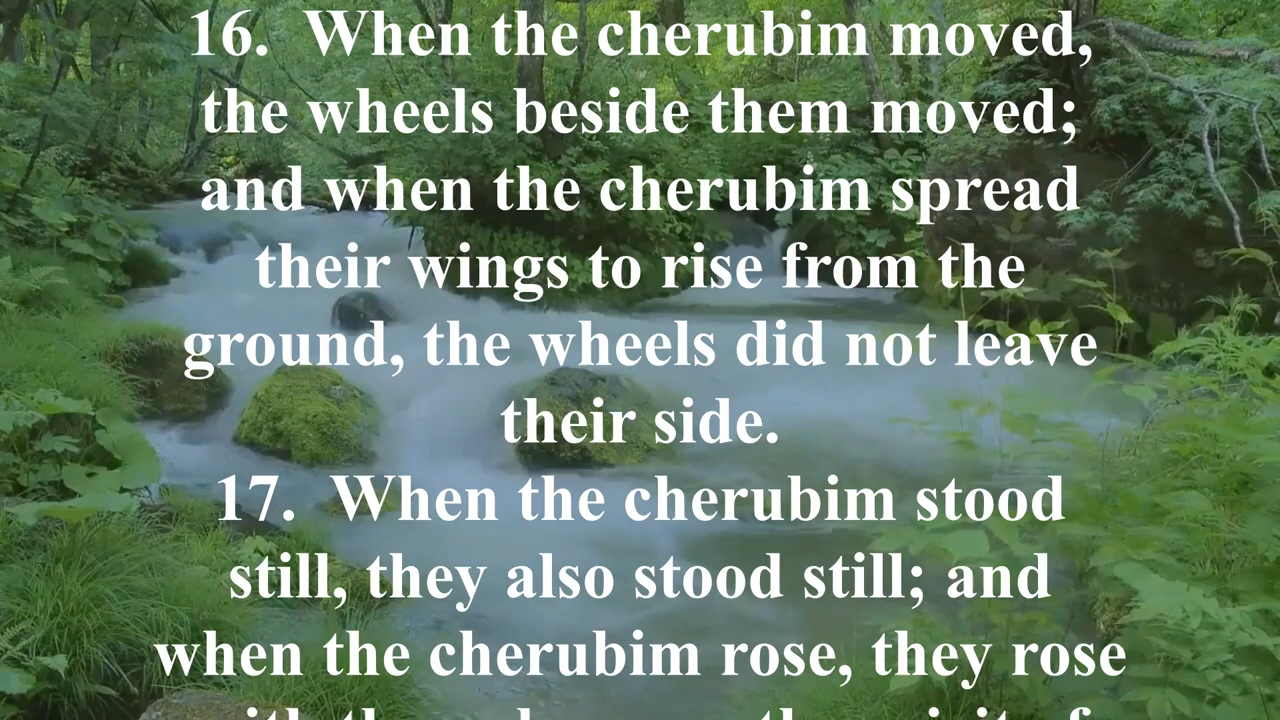 16.  When the cherubim moved,
the wheels beside them moved;
and when the cherubim spread
their wings to rise from the
ground, the wheels did not leave
their side.
17.  When the cherubim stood
still, they also stood still; and
when the cherubim rose, they rose